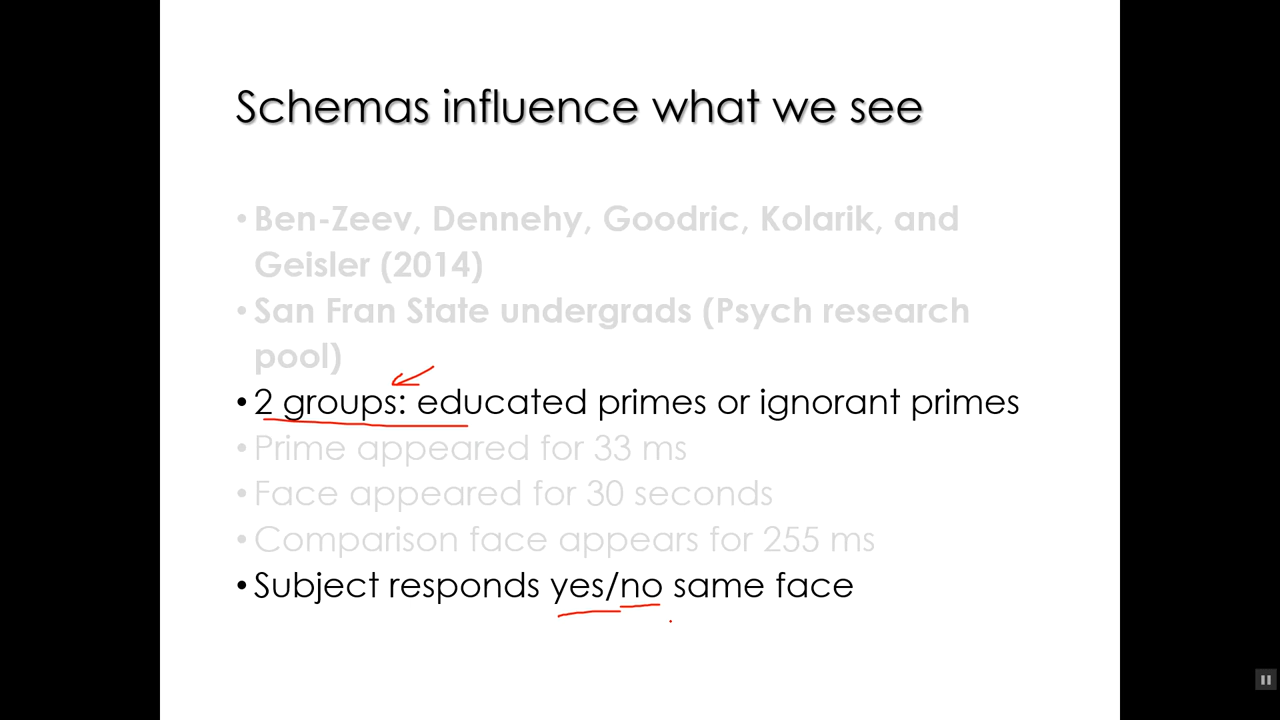 Schemas influence what we see
• Ben-Zeev, Dennehy, Goodric, Kolarik, and
Geisler (2014)
• San Fran State undergrads (Psych research
pool)
• 2 groups: educated primes or ignorant primes
• Prime appeared for 33 ms
• Face appeared for 30 seconds
• Comparison face appears for 255 ms
• Subject responds yes/no same face